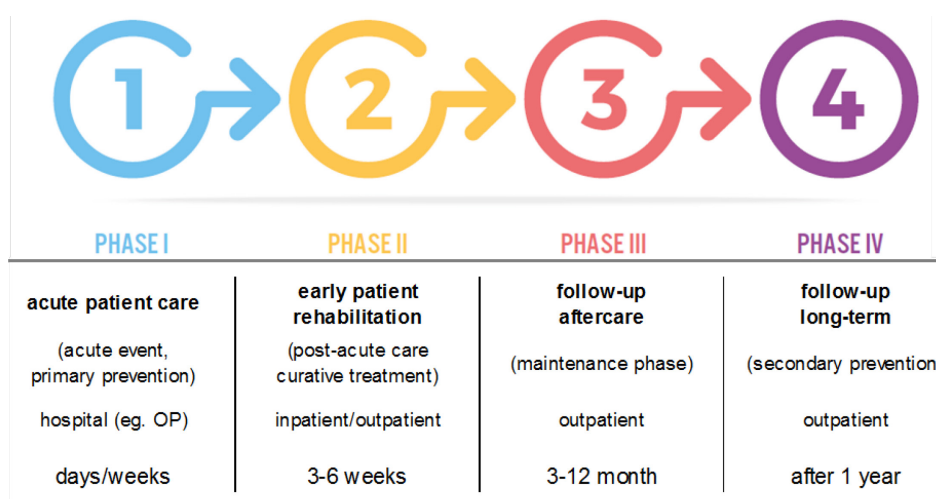 1
2
3
4
PHASE I
PHASE II
PHASE III
PHASE IV
acute patient care
(acute event,
primary prevention)
hospital (eg. OP)
days/weeks
early patient
rehabilitation
(post-acute care
curative treatment)
inpatient/outpatient
3-6 weeks
follow-up
aftercare
(maintenance phase)
outpatient
3-12 month
follow-up
long-term
(secondary prevention
outpatient
after 1 year